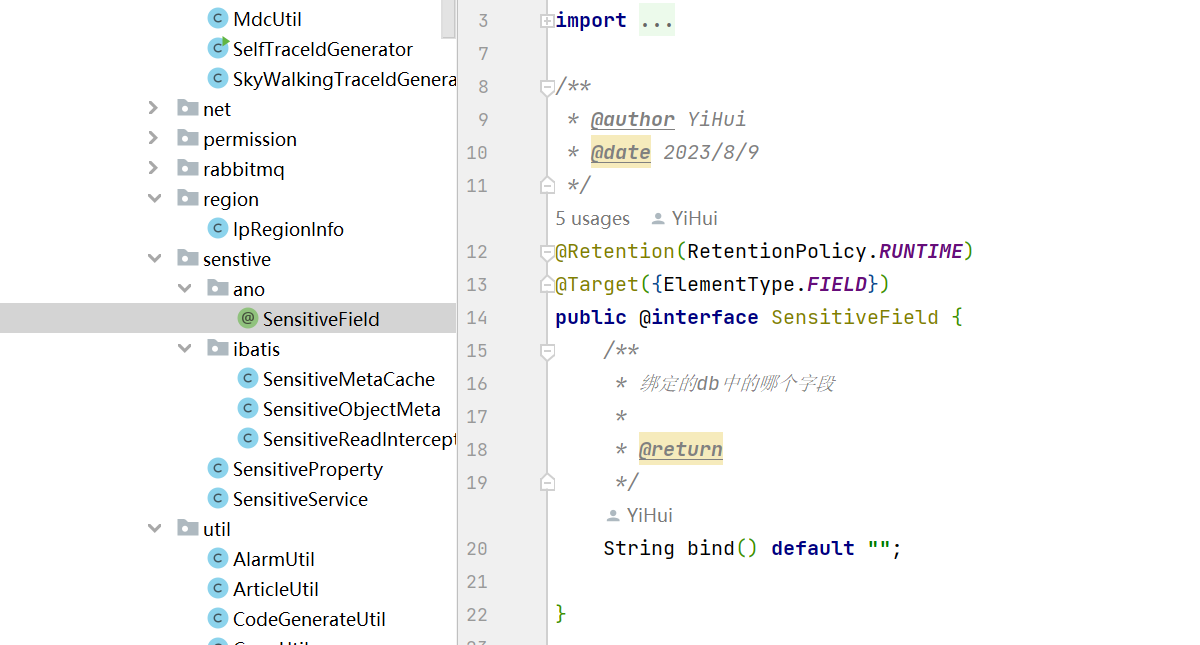 MdcUtil
SelfTraceIdGenerator
SkyWalkingTraceIdGenera
net
permission
rabbitmq
region
IpRegionInfo
senstive
ano
SensitiveField
ibatis
SensitiveMetaCache
SensitiveObjectMeta
SensitiveReadIntercept
SensitiveProperty
SensitiveService
util
AlarmUtil
ArticleUtil
CodeGenerateUtil
3 import ...
7
8 /**
9 * @author YiHui
10 * @date 2023/8/9
11 */
5 usages YiHui
12 @Retention(RetentionPolicy.RUNTIME)
13 @Target({ElementType.FIELD})
14 public @interface SensitiveField {
15 /**
16 * 绑定的db中的哪个字段
17 *
18 * @return
19 */
YiHui
20 String bind() default "";
21
22 }